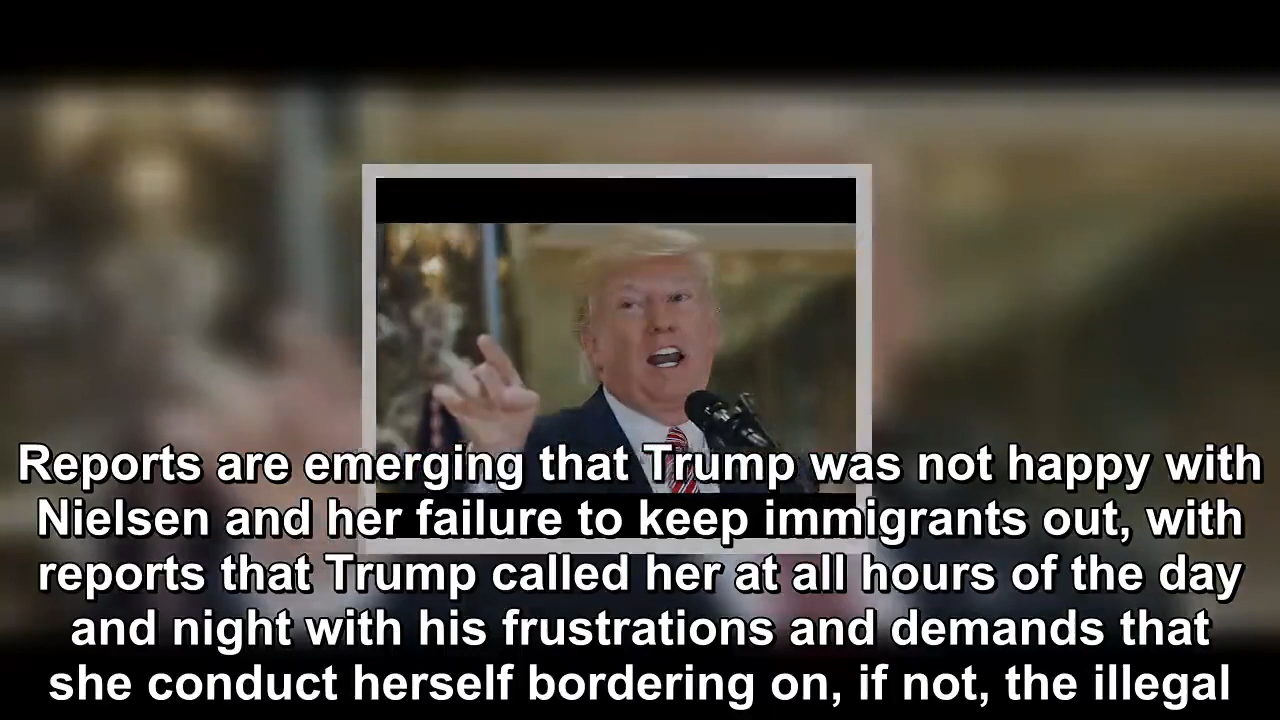 Reports are emerging that Trump was not happy with
Nielsen and her failure to keep immigrants out, with
reports that Trump called her at all hours of the day
and night with his frustrations and demands that
she conduct herself bordering on, if not, the illegal